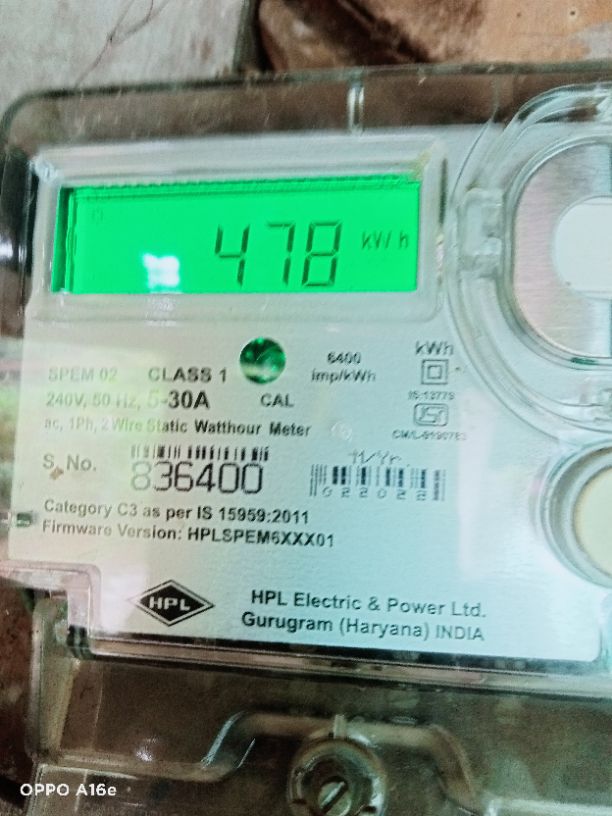 478 kWh
SPEM 02 CLASS 1 6400 imp/kWh kWh
240V, 50 Hz, 5-30A CAL IS:13779
ac, 1Ph, 2 Wire Static Watthour Meter
S. No. 836400 M/Yr.
022022
Category C3 as per IS 15959:2011
Firmware Version: HPLSPEM6XXX01
HPL HPL Electric & Power Ltd.
Gurugram (Haryana) INDIA
OPPO A16e